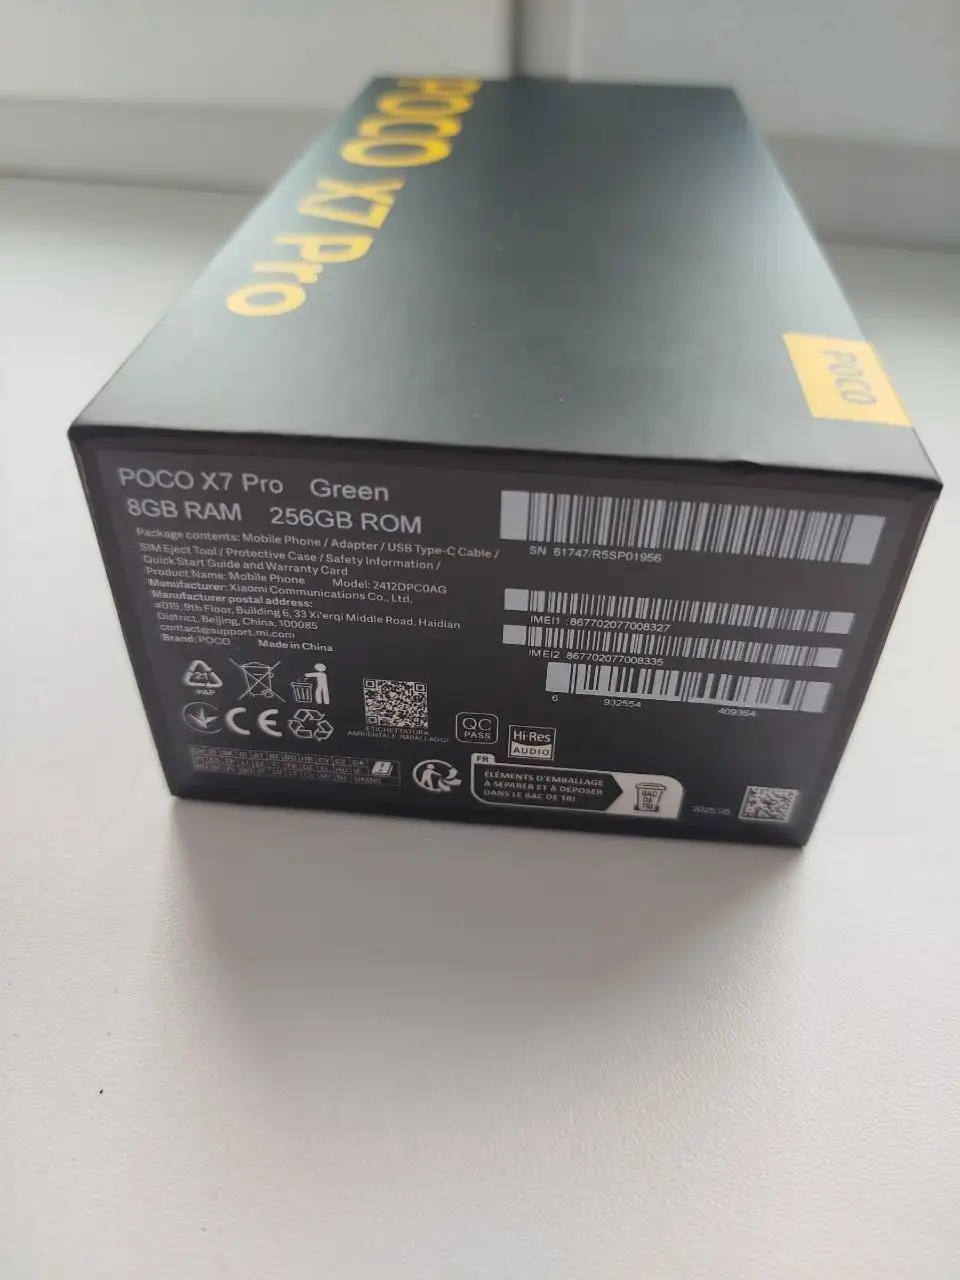 POCO X7 Pro
POCO
POCO X7 Pro Green
8GB RAM 256GB ROM
Package contents: Mobile Phone / Adapter / USB Type-C Cable /
SIM Eject Tool / Protective Case / Safety Information /
Quick Start Guide and Warranty Card
Product Name: Mobile Phone Model: 2412DPC0AG
Manufacturer: Xiaomi Communications Co., Ltd.
Manufacturer postal address:
#019, 9th Floor, Building 6, 33 Xi'erqi Middle Road, Haidian
District, Beijing, China, 100085
contact@support.mi.com
Brand: POCO Made in China
SN 61747/R5SP01956
IMEI1 :867702077008327
IMEI2 867702077008335
6 932554 409364
21
PAP
CE
ETICHETTATURA
AMBIENTALE IMBALLAGGI
QC
PASS
Hi-Res
AUDIO
FR
ÉLÉMENTS D'EMBALLAGE
À SÉPARER ET À DÉPOSER
DANS LE BAC DE TRI
BAC
DE
TRI
2025.05